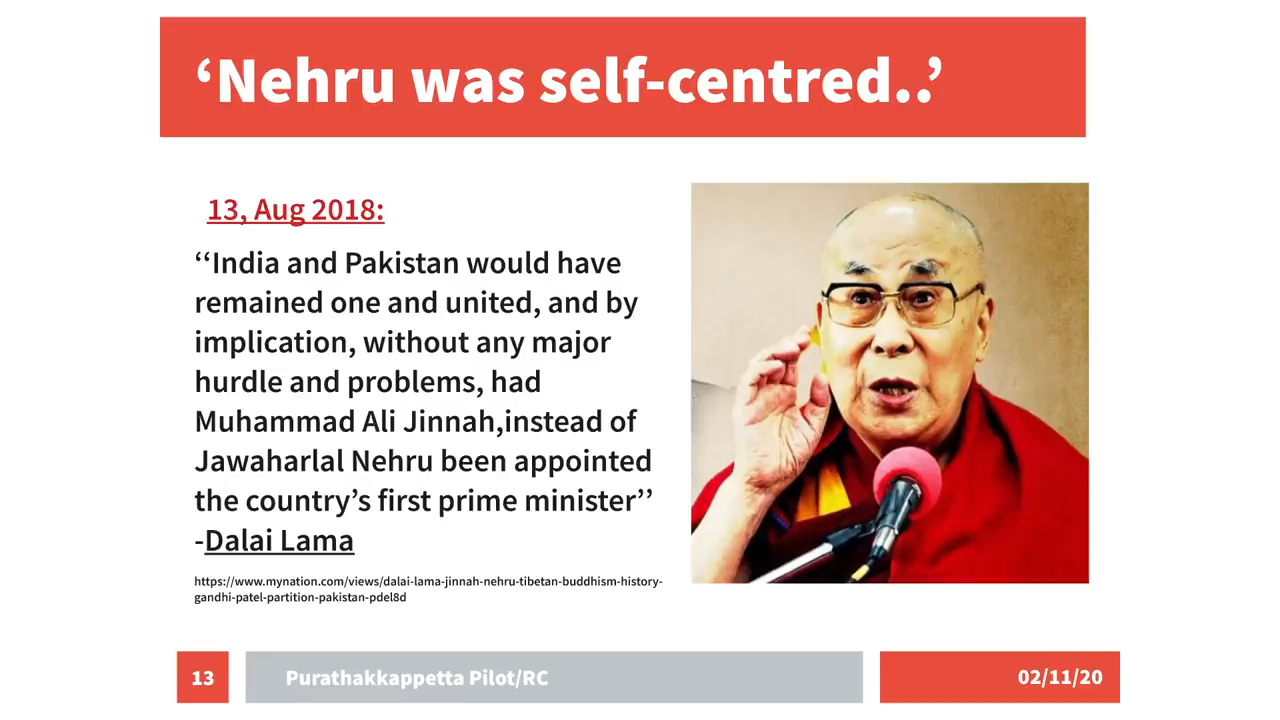 ‘Nehru was self-centred..’
13, Aug 2018:
‘‘India and Pakistan would have
remained one and united, and by
implication, without any major
hurdle and problems, had
Muhammad Ali Jinnah,instead of
Jawaharlal Nehru been appointed
the country’s first prime minister’’
-Dalai Lama
https://www.mynation.com/views/dalai-lama-jinnah-nehru-tibetan-buddhism-history-
gandhi-patel-partition-pakistan-pdel8d
13
Purathakkappetta Pilot/RC
02/11/20